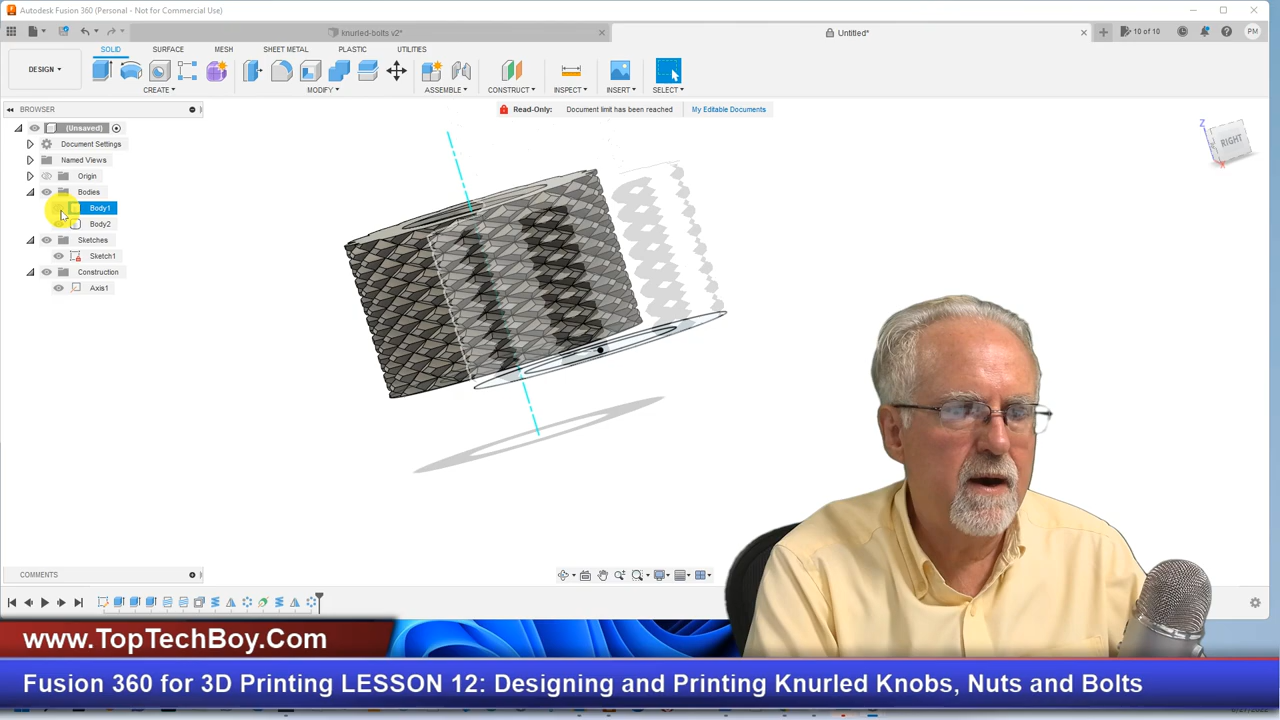 Autodesk Fusion 360 (Personal - Not for Commercial Use)
knurled-bolts v2*
Untitled*
10 of 10
PM
DESIGN
SOLID
SURFACE
MESH
SHEET METAL
PLASTIC
UTILITIES
CREATE
MODIFY
ASSEMBLE
CONSTRUCT
INSPECT
INSERT
SELECT
BROWSER
Read-Only: Document limit has been reached My Editable Documents
(Unsaved)
Document Settings
Named Views
Origin
Bodies
Body1
Body2
Sketches
Sketch1
Construction
Axis1
Z
RIGHT
X
COMMENTS
www.TopTechBoy.Com
Fusion 360 for 3D Printing LESSON 12: Designing and Printing Knurled Knobs, Nuts and Bolts